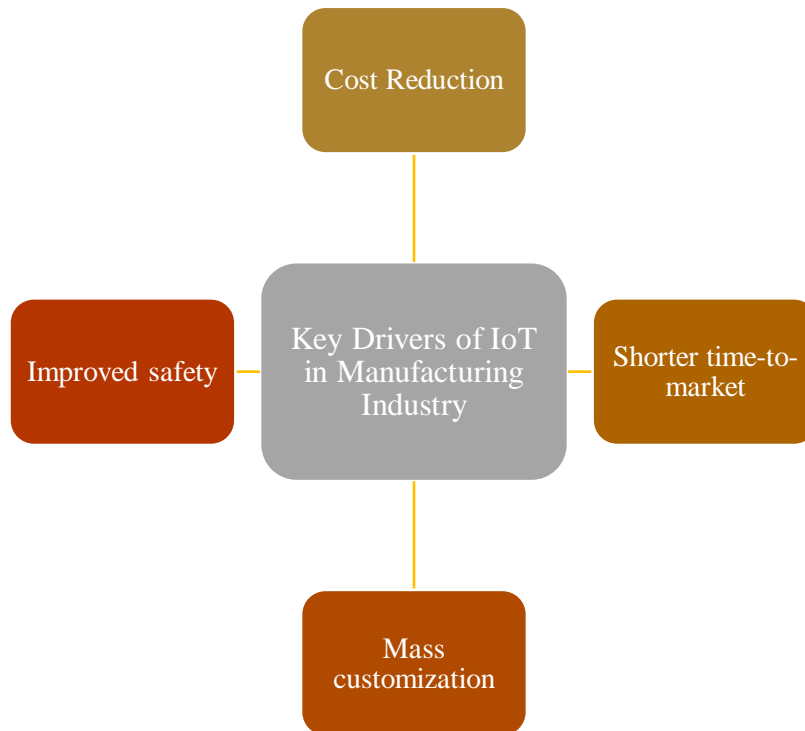 Cost Reduction
Improved safety
Key Drivers of IoT
in Manufacturing
Industry
Shorter time-to-
market
Mass
customization